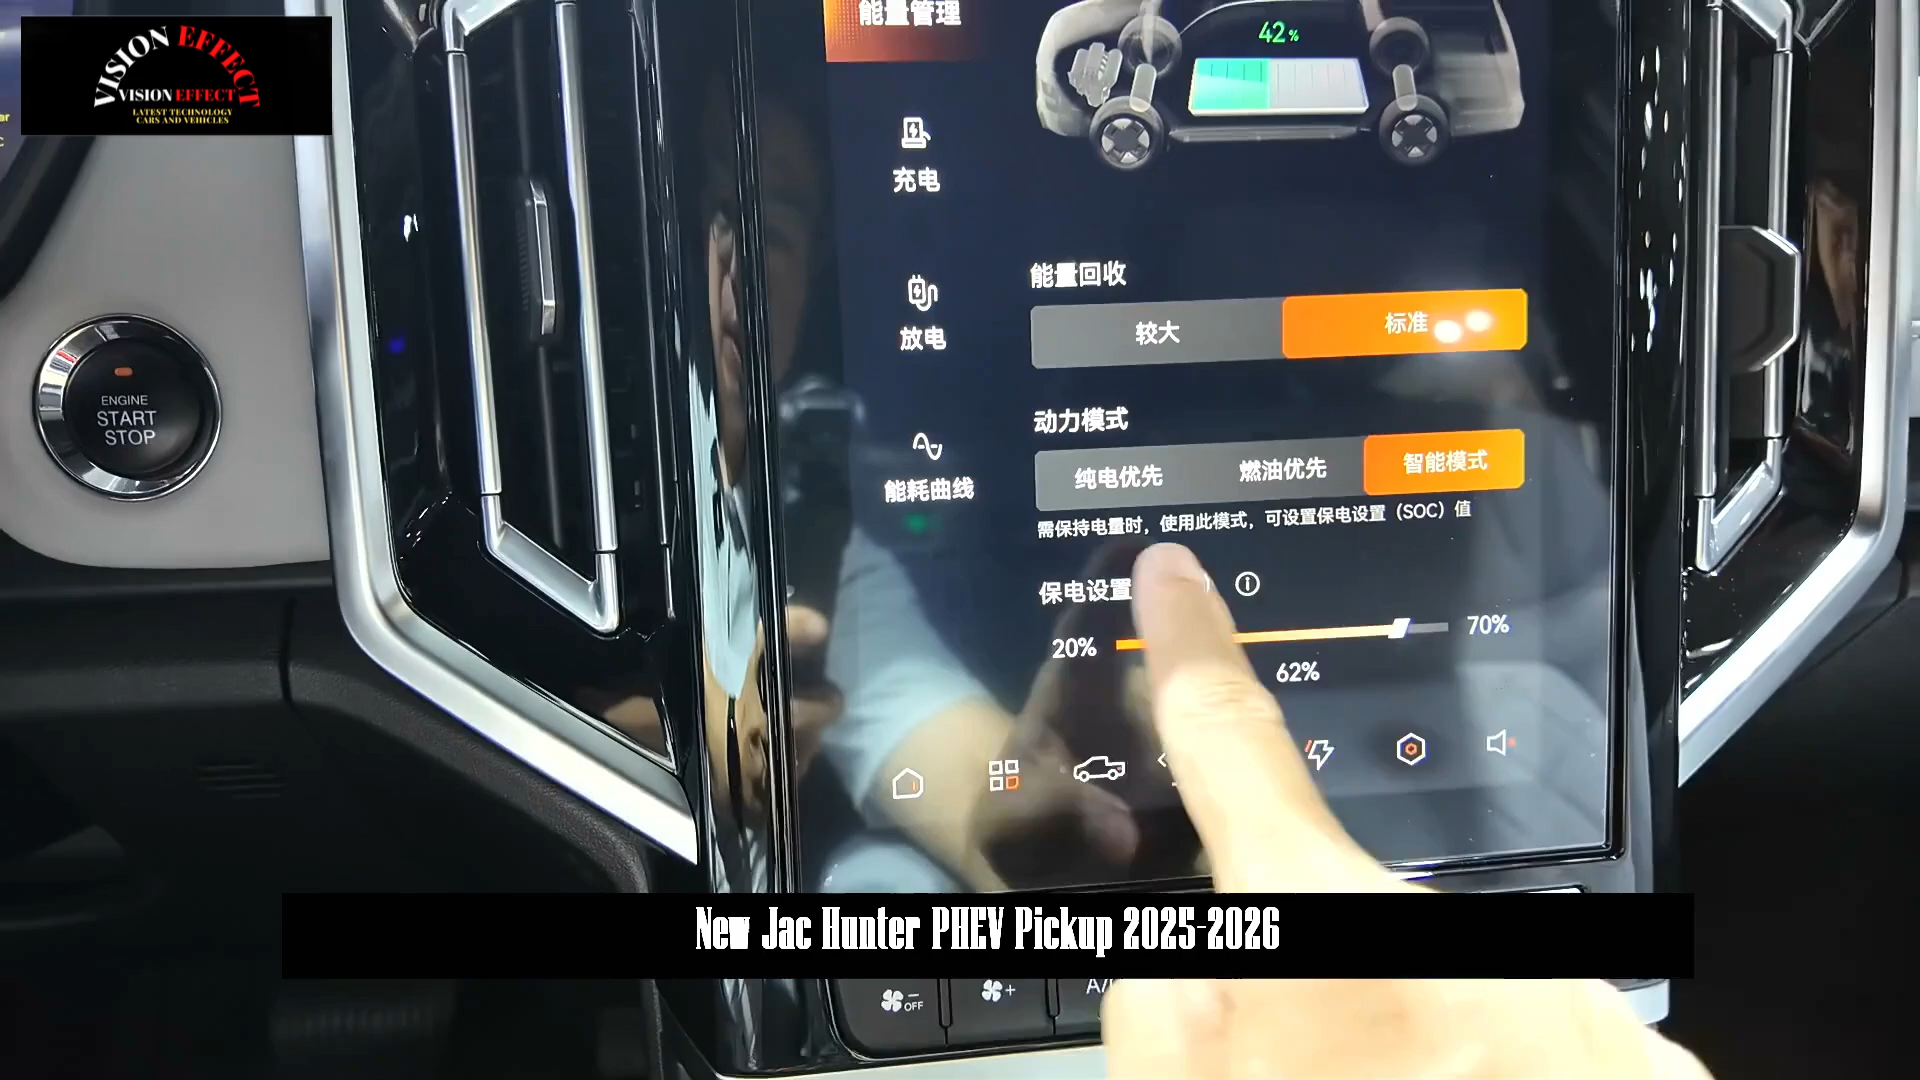 VISION EFFECT
VISION EFFECT
LATEST TECHNOLOGY
CARS AND VEHICLES
能量管理
42%
充电
放电
能耗曲线
能量回收
较大
标准
动力模式
纯电优先
燃油优先
智能模式
需保持电量时，使用此模式，可设置保电设置（SOC）值
保电设置
20%
70%
62%
ENGINE
START
STOP
New Jac Hunter PHEV Pickup 2025-2026
OFF